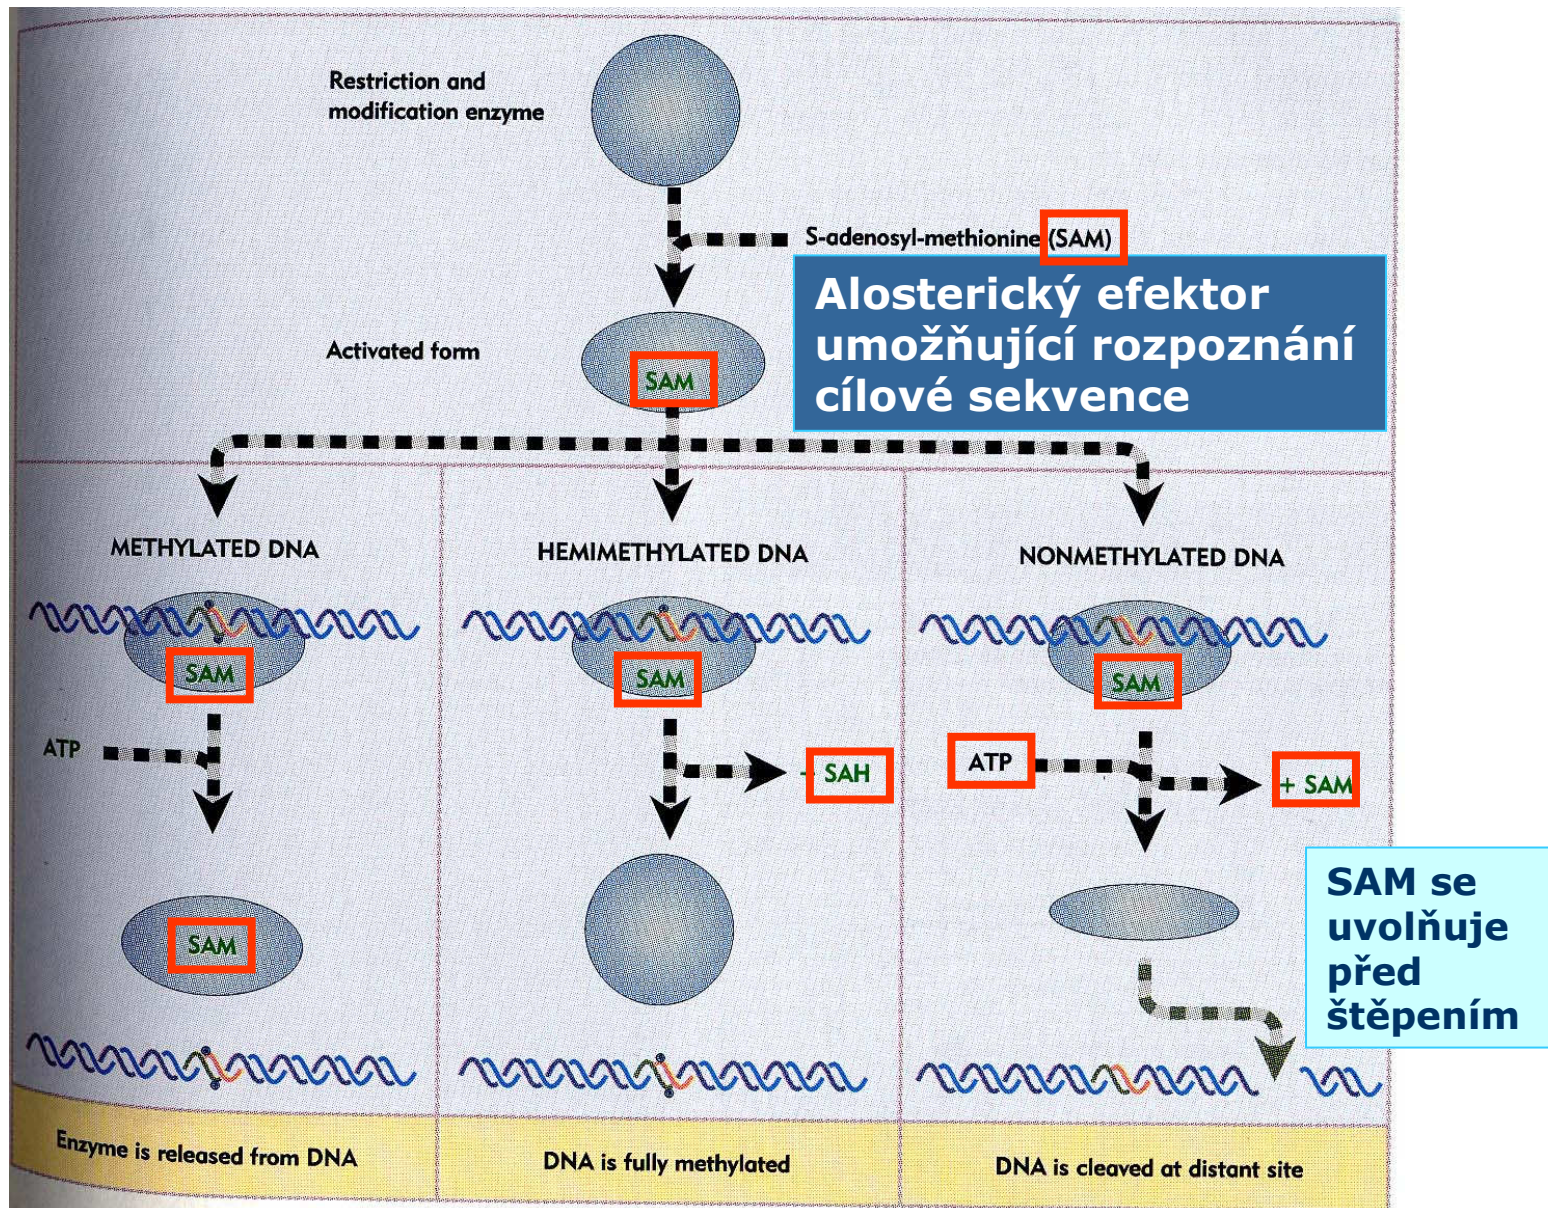 Restriction and
modification enzyme
S-adenosyl-methionine (SAM)
Alosterický efektor
umožňující rozpoznání
cílové sekvence
Activated form
SAM
METHYLATED DNA
HEMIMETHYLATED DNA
NONMETHYLATED DNA
SAM
SAM
SAM
ATP
+ SAH
ATP
+ SAM
SAM
SAM se
uvolňuje
před
štěpením
Enzyme is released from DNA
DNA is fully methylated
DNA is cleaved at distant site